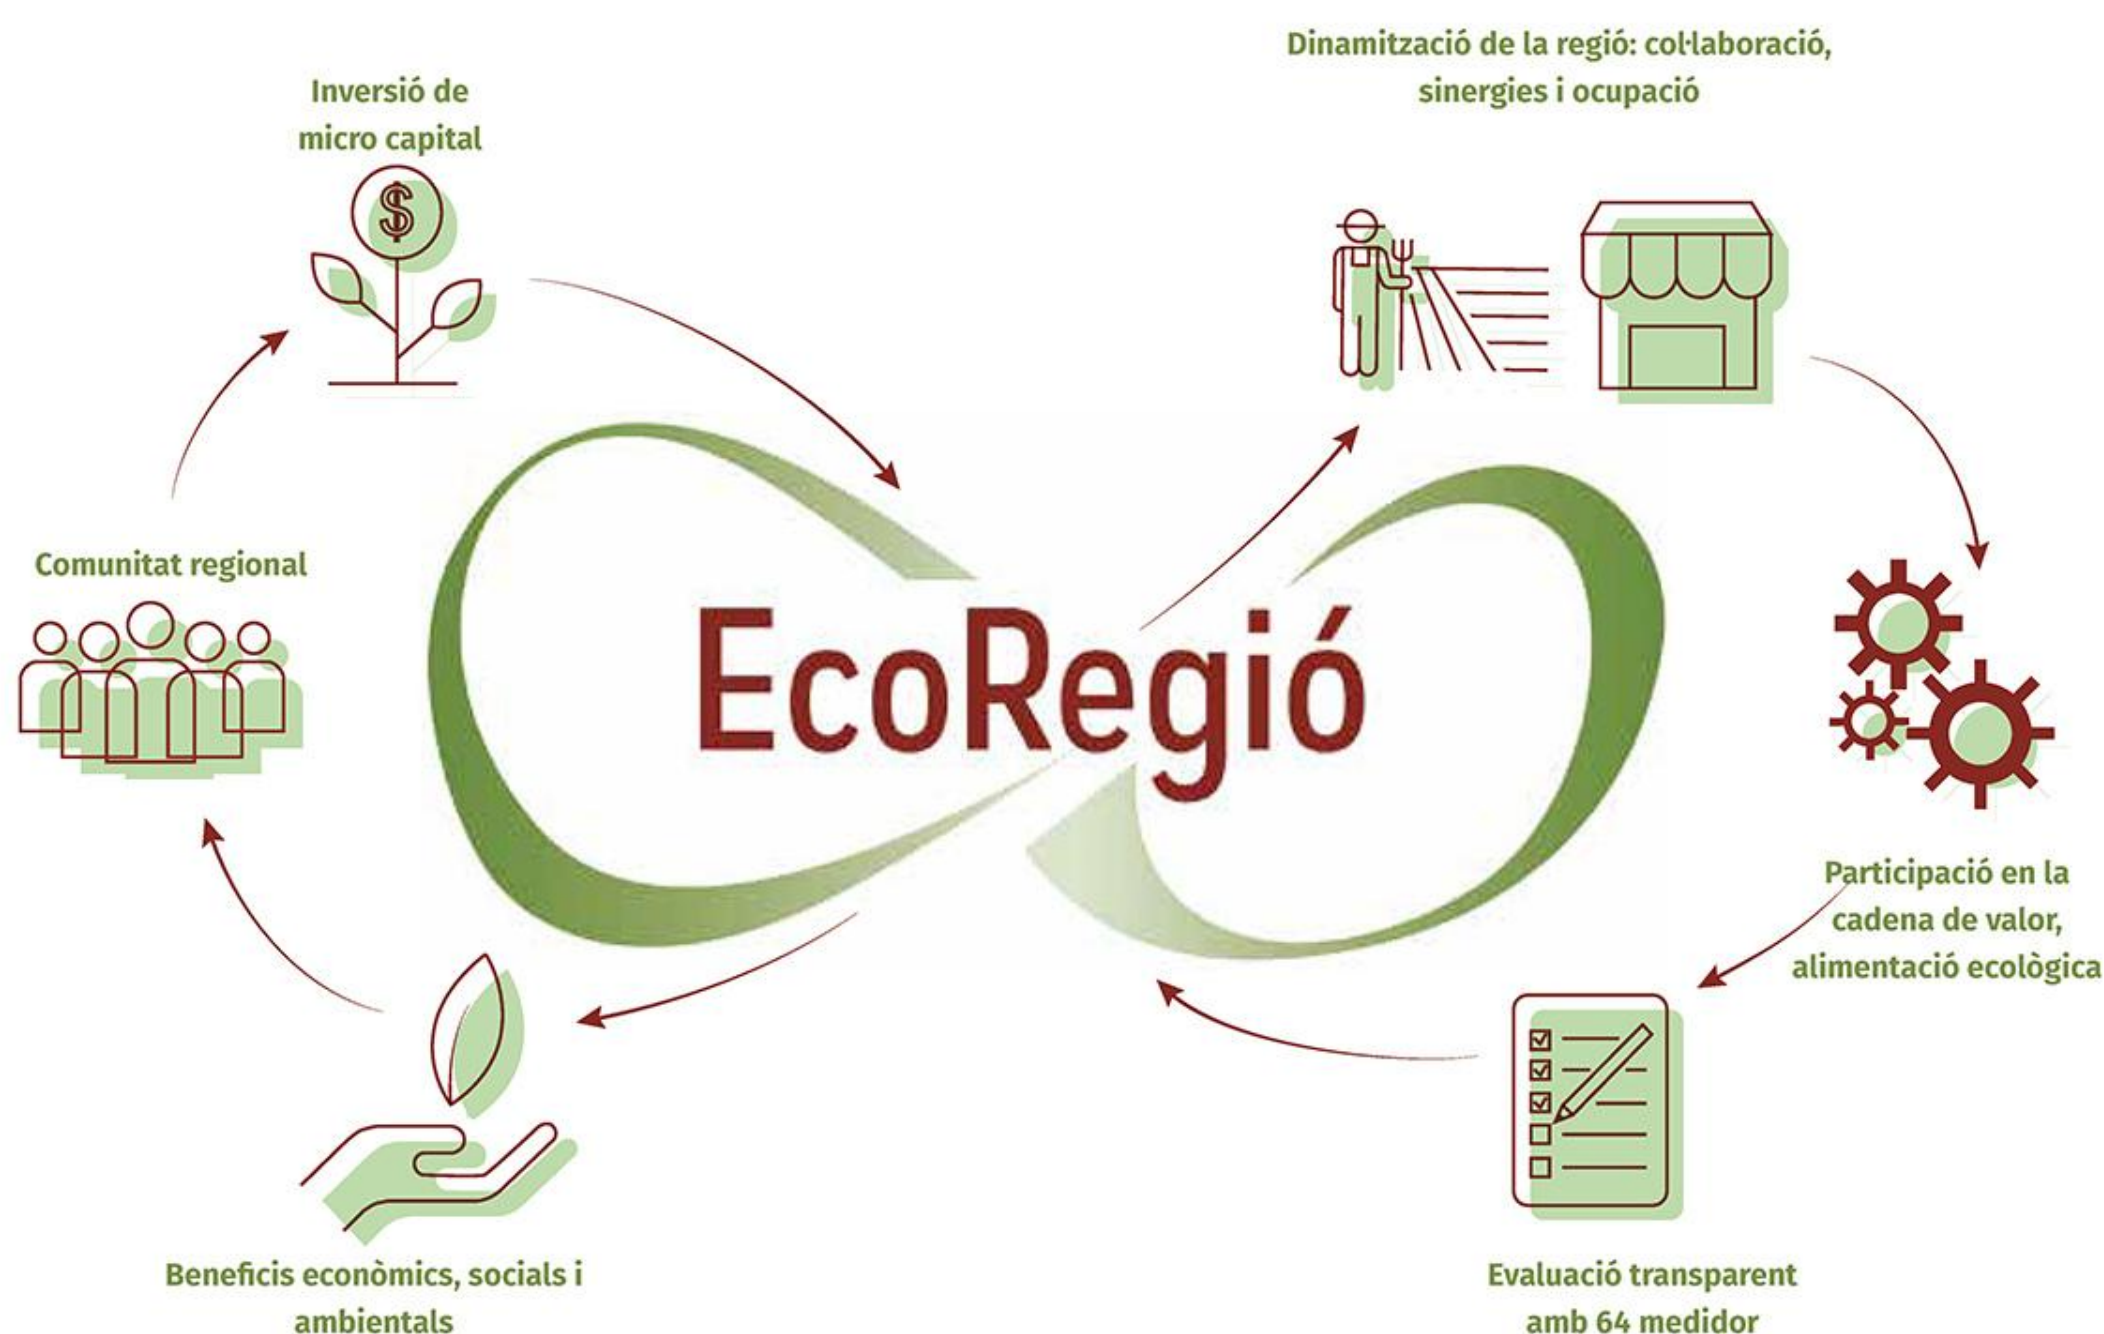 Dinamització de la regió: col·laboració,
sinergies i ocupació
Inversió de
micro capital
$
Comunitat regional
EcoRegió
Participació en la
cadena de valor,
alimentació ecològica
Beneficis econòmics, socials i
ambientals
Evaluació transparent
amb 64 medidor